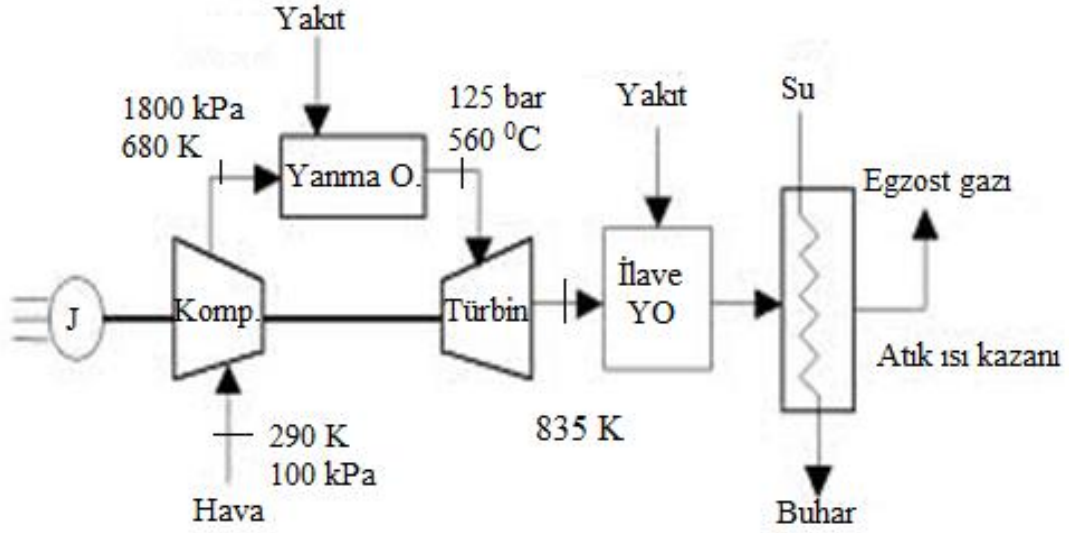 Yakıt
1800 kPa
680 K
125 bar
560 ⁰C
Yanma O.
Yakıt
Su
Egzost gazı
J
Komp.
Türbin
İlave
YO
Atık ısı kazanı
835 K
290 K
100 kPa
Hava
Buhar